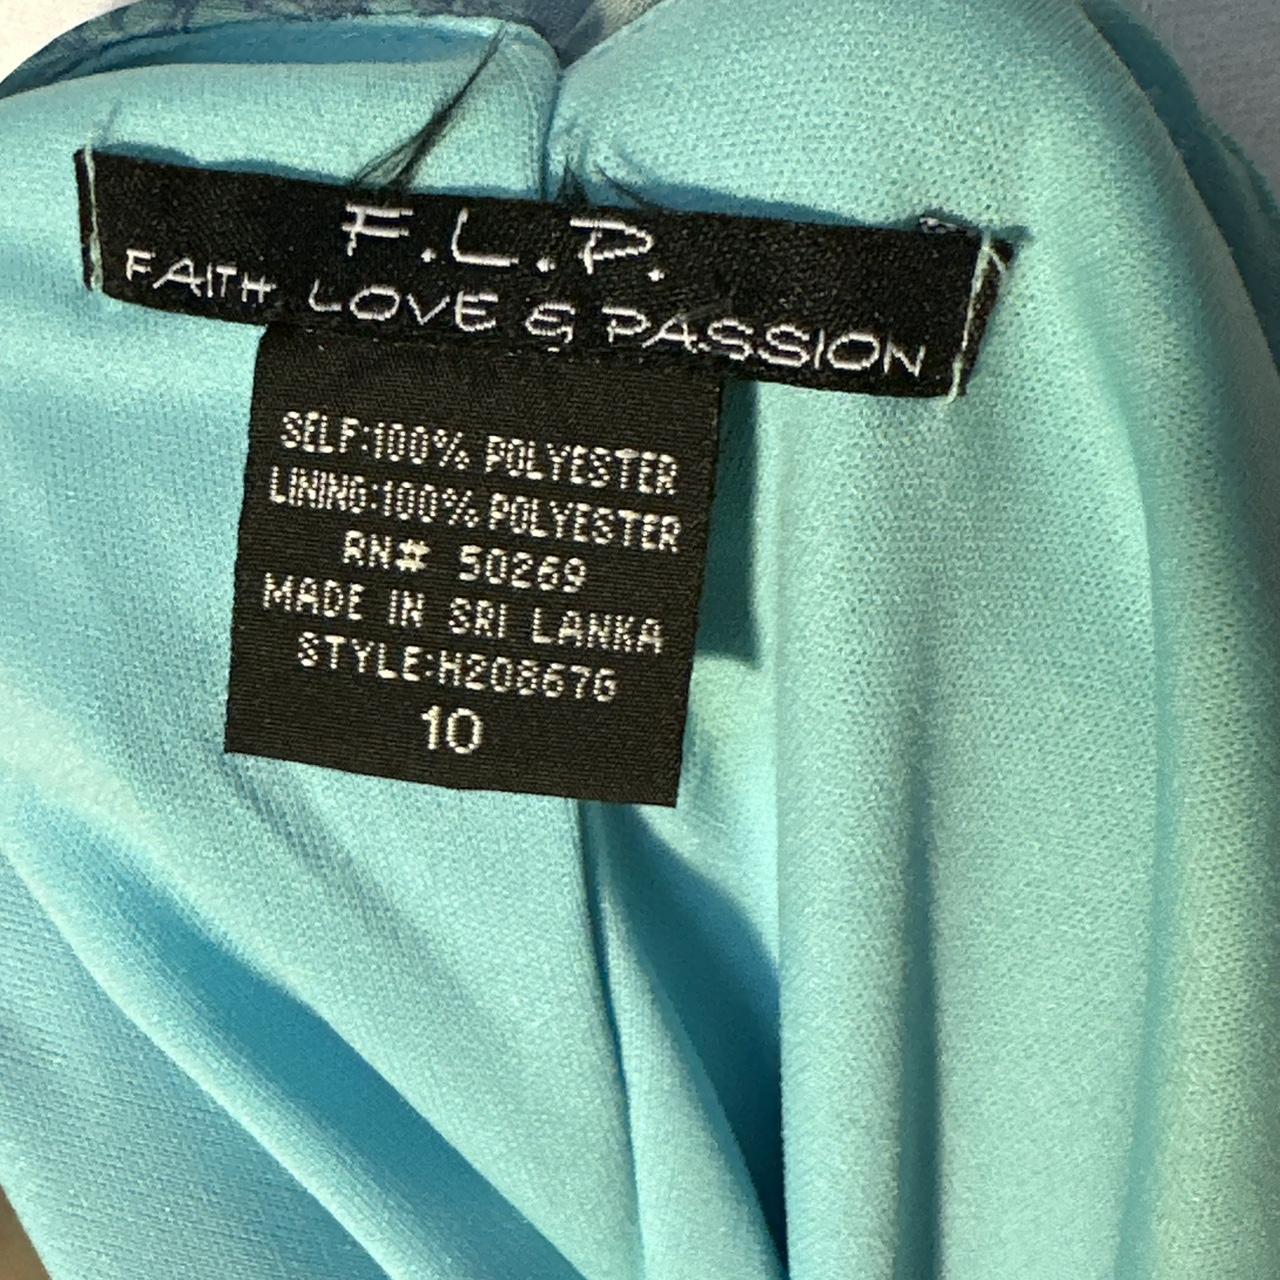 F.L.P.
FAITH LOVE & PASSION
SELF:100% POLYESTER
LINING:100% POLYESTER
RN# 50269
MADE IN SRI LANKA
STYLE:H20867G
10